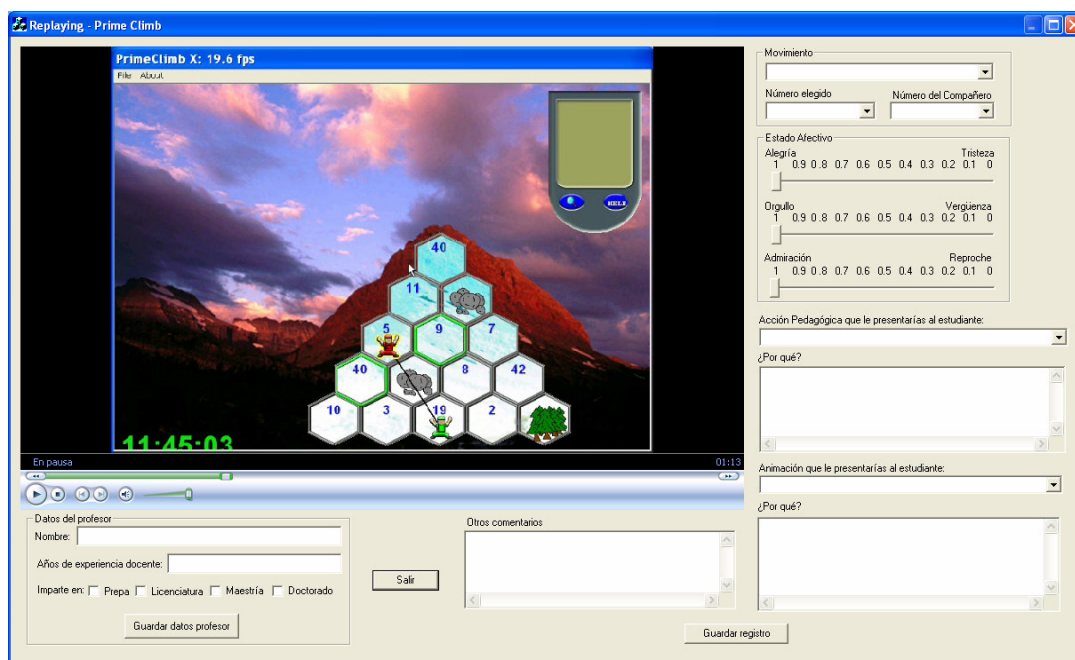 Replaying - Prime Climb
PrimeClimb X: 19.6 fps
File About
HELP
40
11
5 9 7
40 8 42
10 3 19 2
11:45:03
En pausa 01:13
Movimiento
Número elegido Número del Compañero
Estado Afectivo
Alegría Tristeza
1 0.9 0.8 0.7 0.6 0.5 0.4 0.3 0.2 0.1 0
Orgullo Vergüenza
1 0.9 0.8 0.7 0.6 0.5 0.4 0.3 0.2 0.1 0
Admiración Reproche
1 0.9 0.8 0.7 0.6 0.5 0.4 0.3 0.2 0.1 0
Acción Pedagógica que le presentarías al estudiante:
¿Por qué?
Animación que le presentarías al estudiante:
¿Por qué?
Datos del profesor
Nombre:
Años de experiencia docente:
Imparte en: Prepa Licenciatura Maestría Doctorado
Guardar datos profesor
Salir
Otros comentarios
Guardar registro